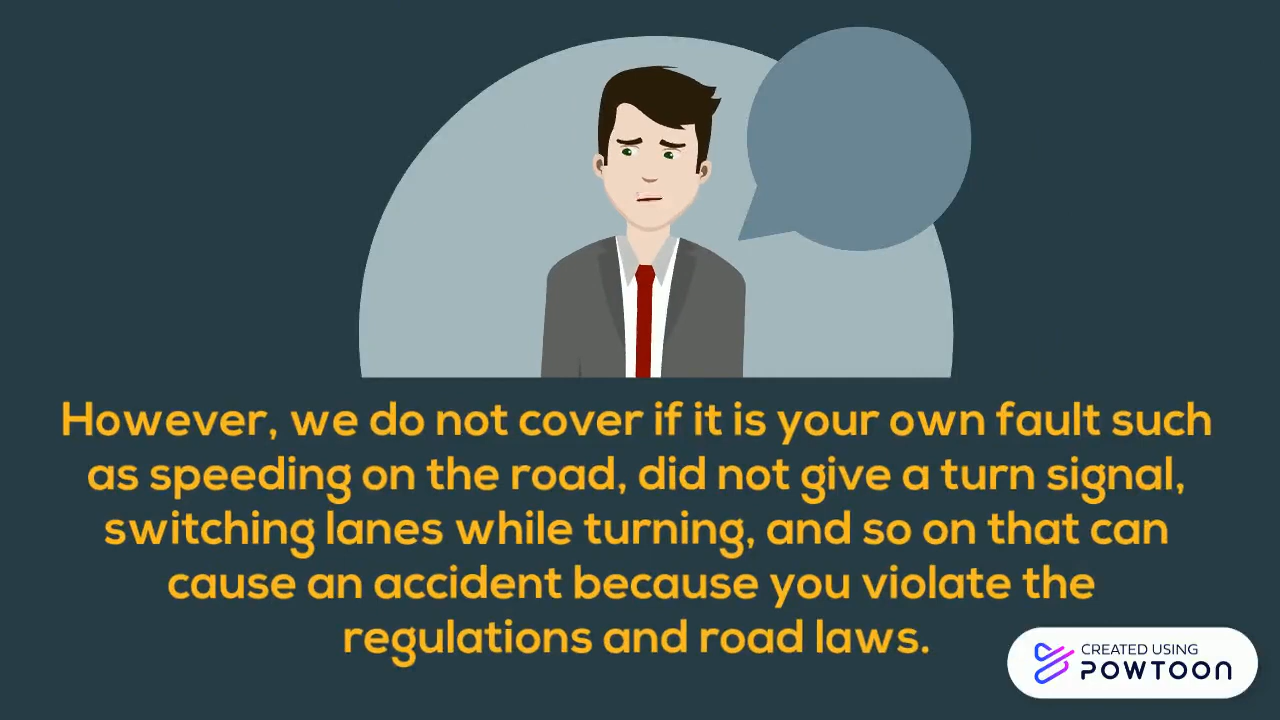 However, we do not cover if it is your own fault such
as speeding on the road, did not give a turn signal,
switching lanes while turning, and so on that can
cause an accident because you violate the
regulations and road laws.
CREATED USING
POWTOON